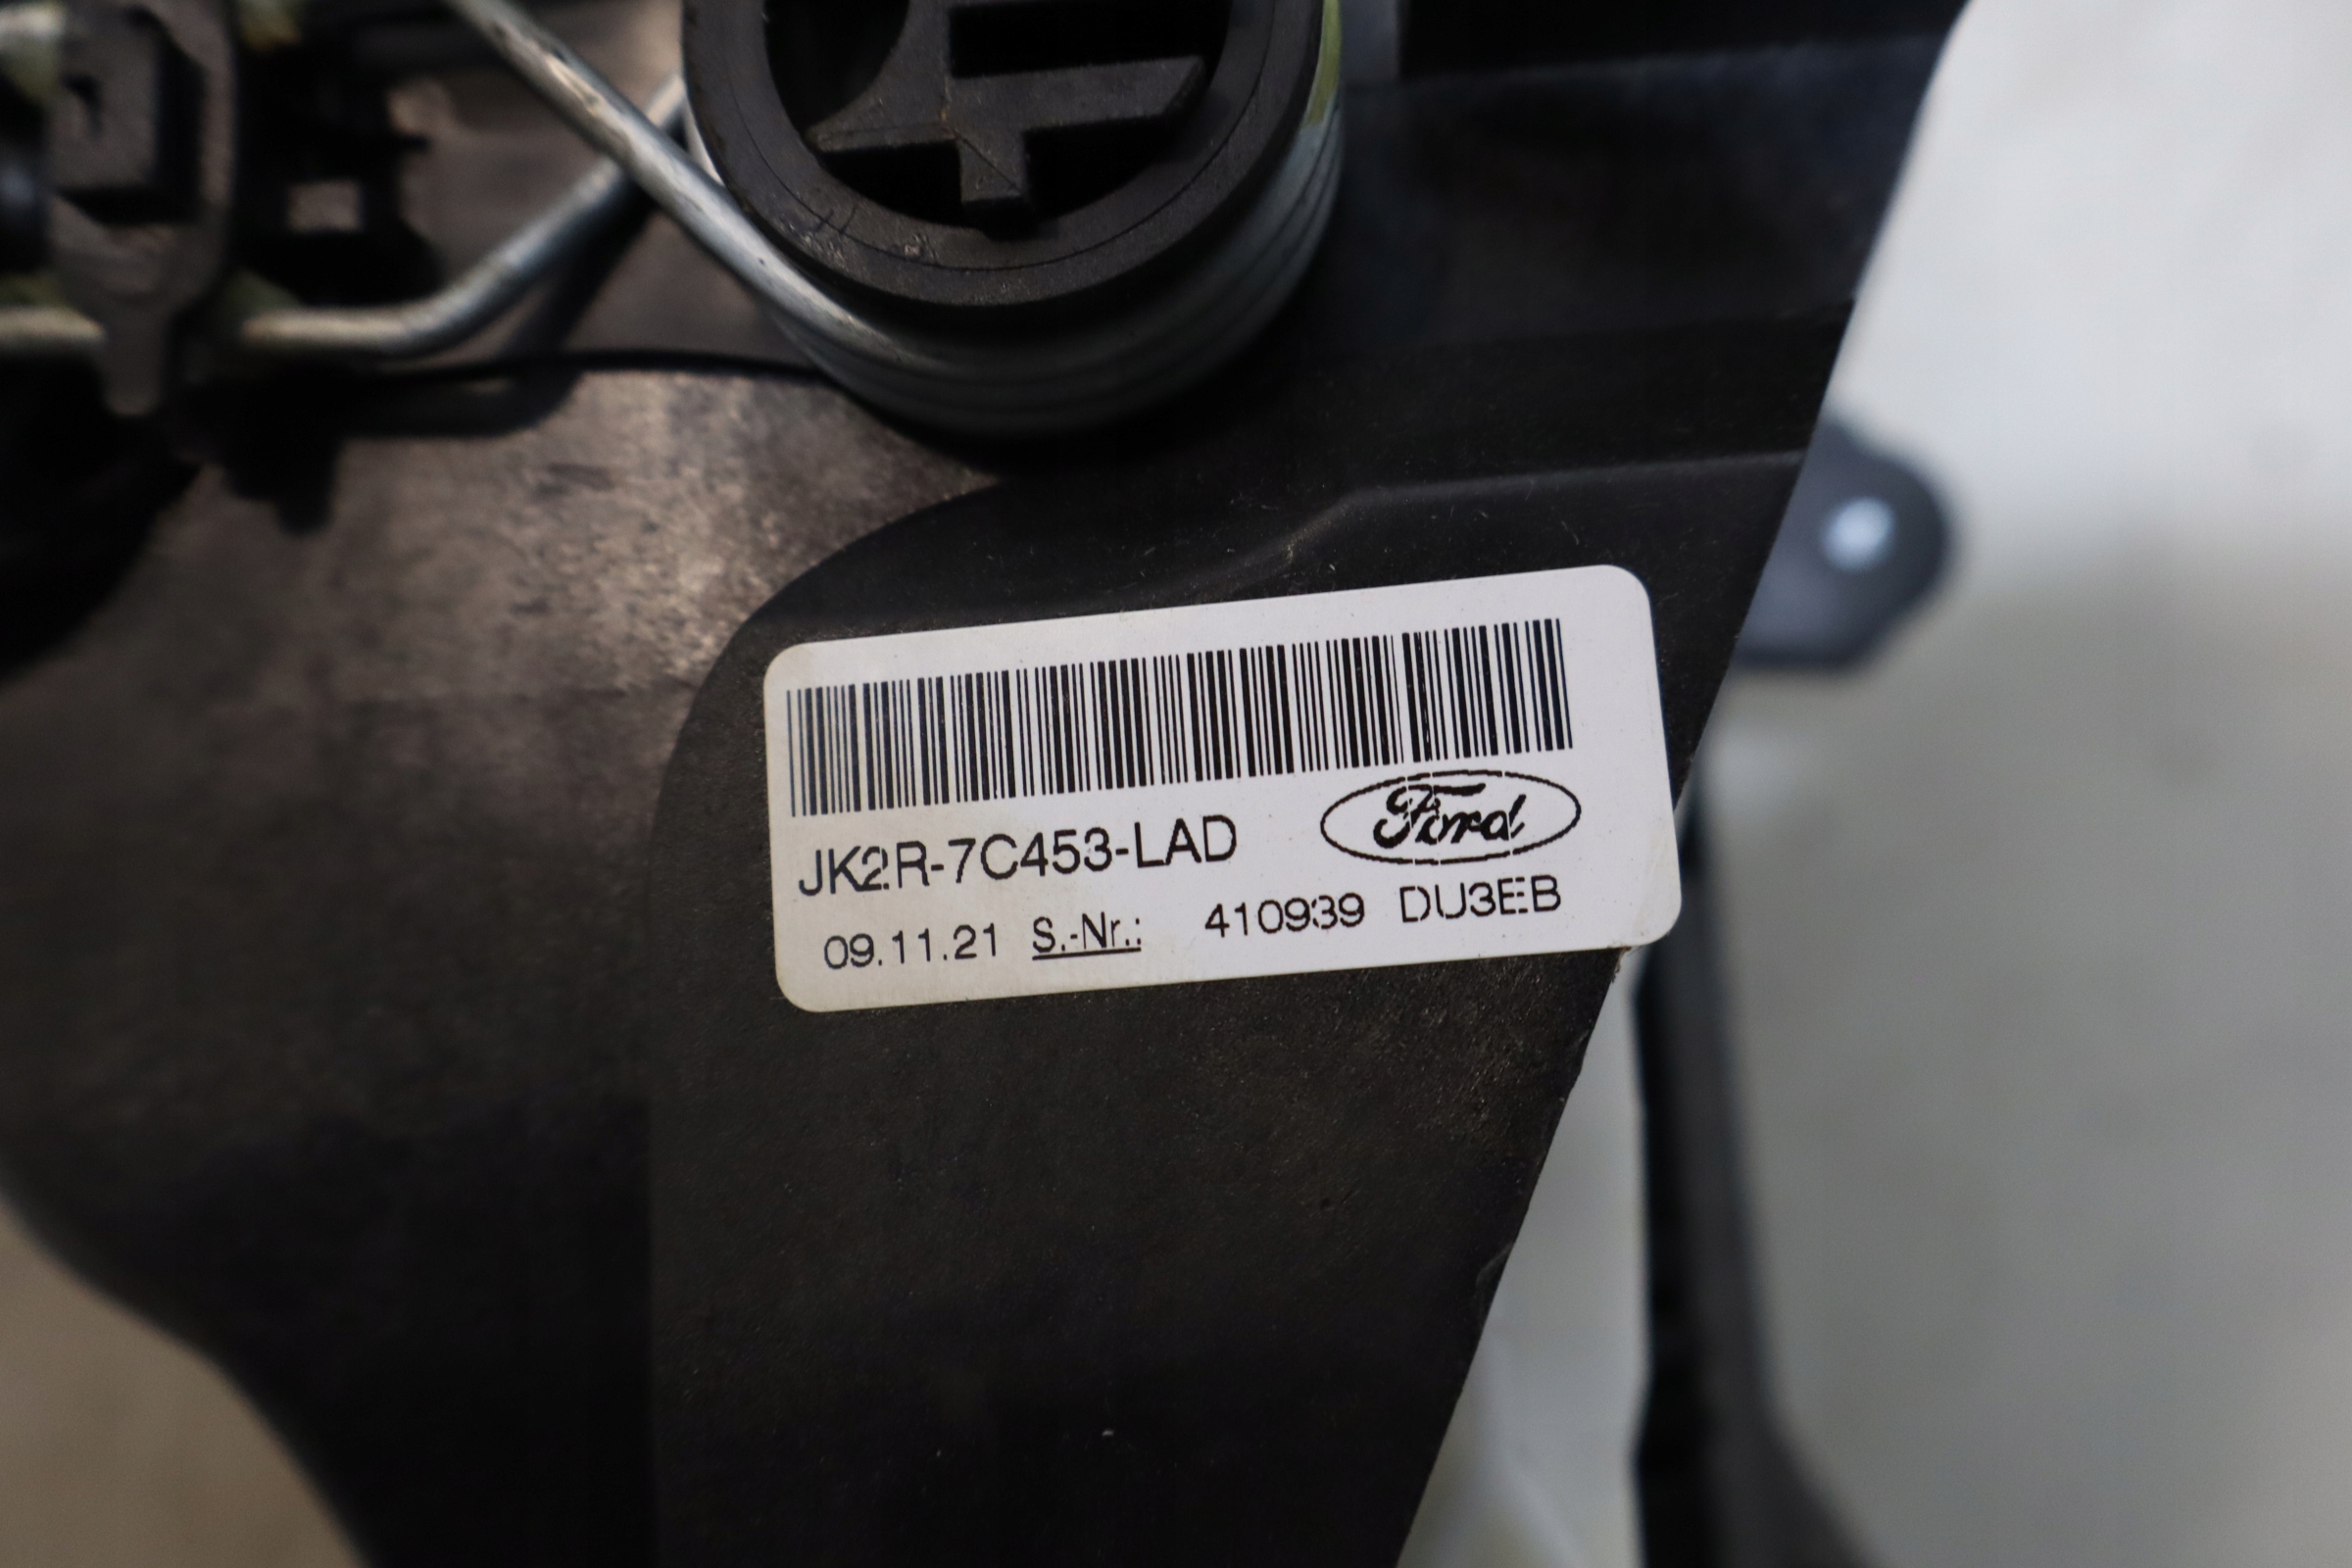 JK2R-7C453-LAD Ford
09.11.21 S.-Nr.: 410939 DU3EB